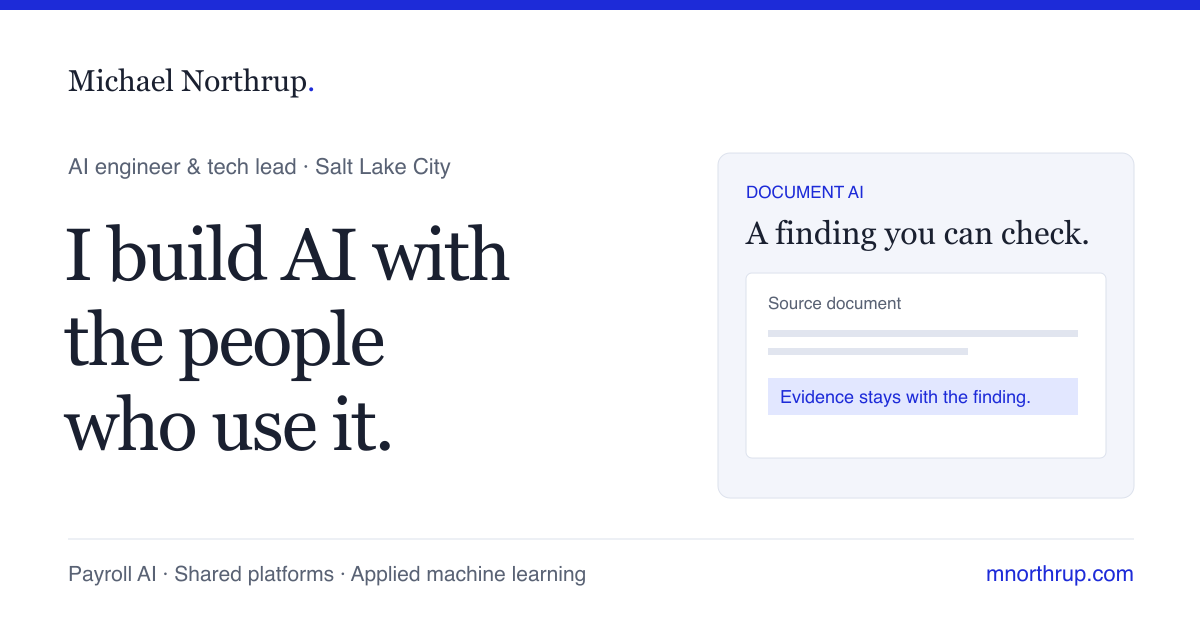 Michael Northrup.
AI engineer & tech lead · Salt Lake City
I build AI with
the people
who use it.
DOCUMENT AI
A finding you can check.
Source document
Evidence stays with the finding.
Payroll AI · Shared platforms · Applied machine learning
mnorthrup.com